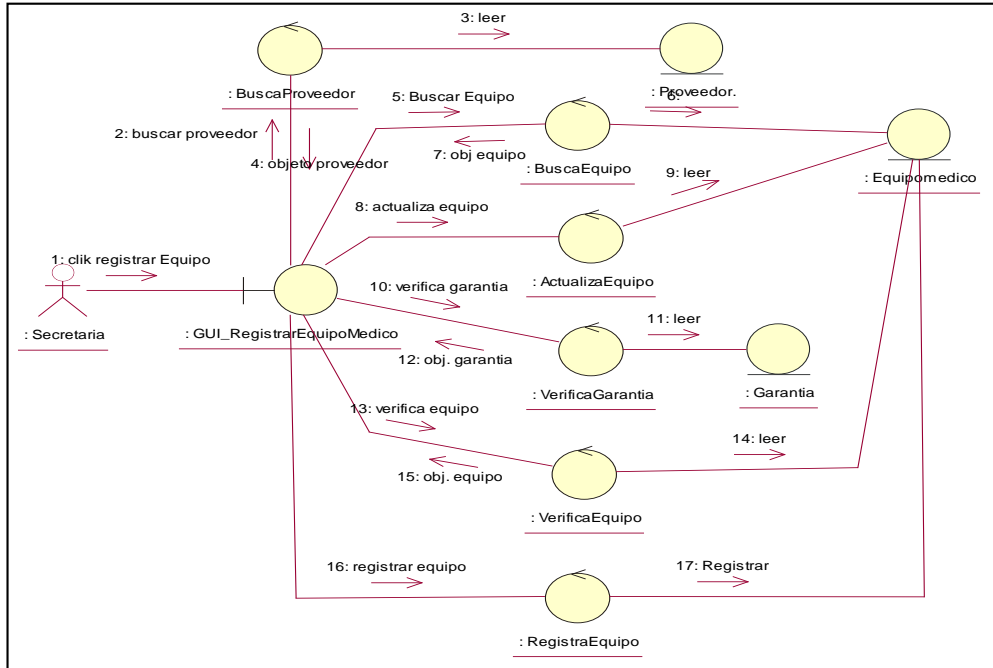 3: leer
: BuscaProveedor
: Proveedor.
5: Buscar Equipo
6:
2: buscar proveedor
4: objeto proveedor
7: obj equipo
: BuscaEquipo
9: leer
: Equipomedico
8: actualiza equipo
1: clik registrar Equipo
: ActualizaEquipo
10: verifica garantia
11: leer
: Secretaria
: GUI_RegistrarEquipoMedico
12: obj. garantia
: VerificaGarantia
: Garantia
13: verifica equipo
14: leer
15: obj. equipo
: VerificaEquipo
16: registrar equipo
17: Registrar
: RegistraEquipo